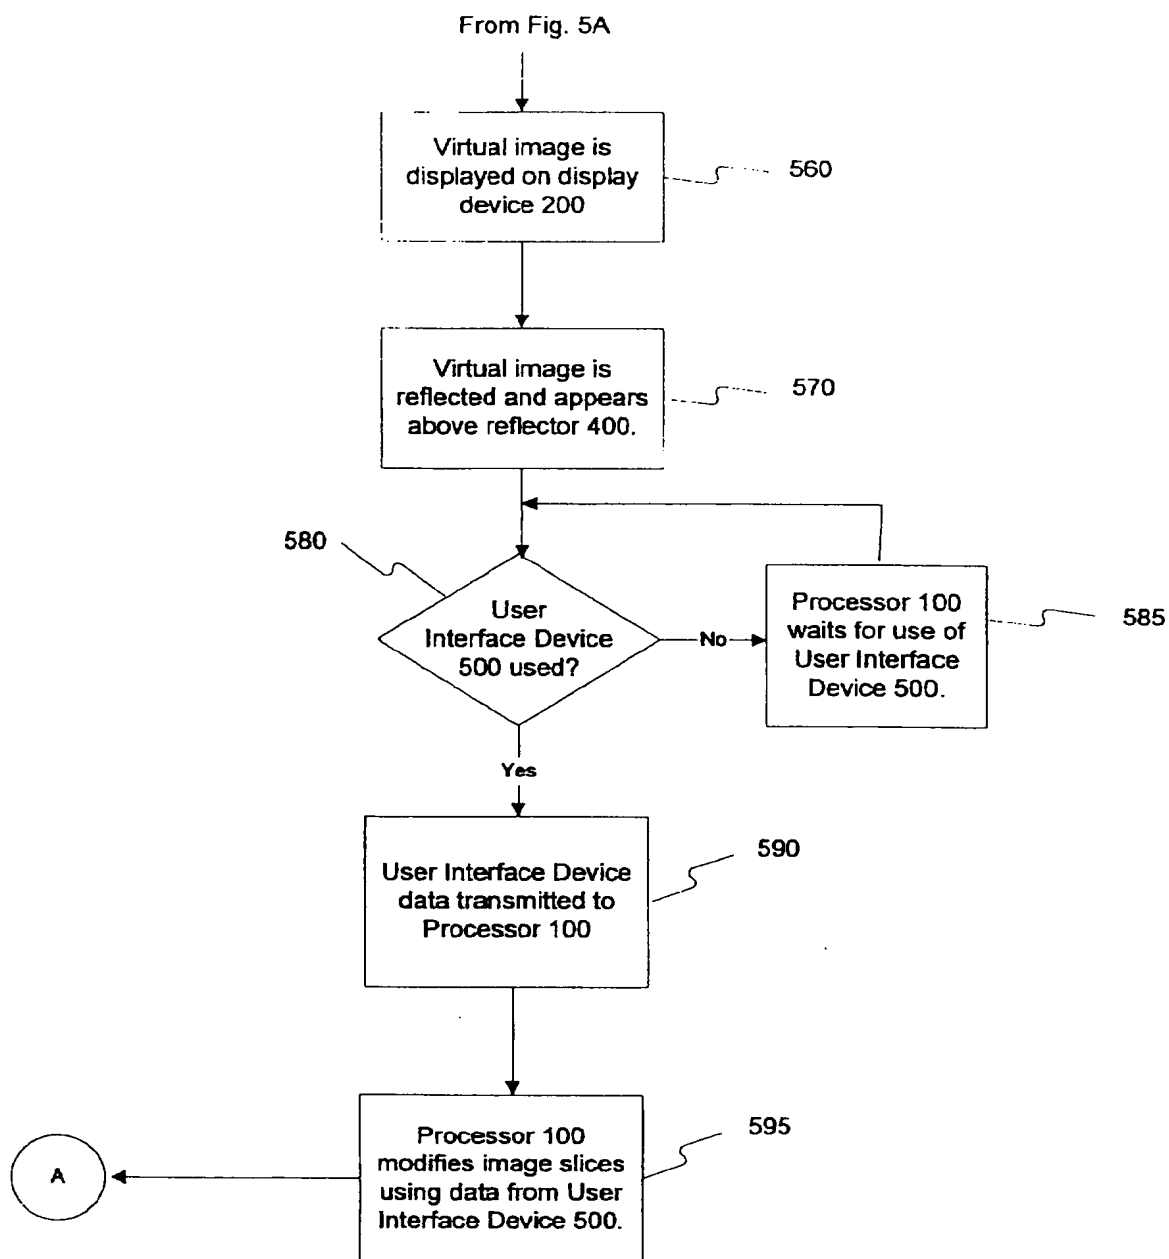 From Fig. 5A
Virtual image is
displayed on display
device 200
560
Virtual image is
reflected and appears
above reflector 400.
570
580
User
Interface Device
500 used?
No
Processor 100
waits for use of
User Interface
Device 500.
585
Yes
User Interface Device
data transmitted to
Processor 100
590
Processor 100
modifies image slices
using data from User
Interface Device 500.
595
A